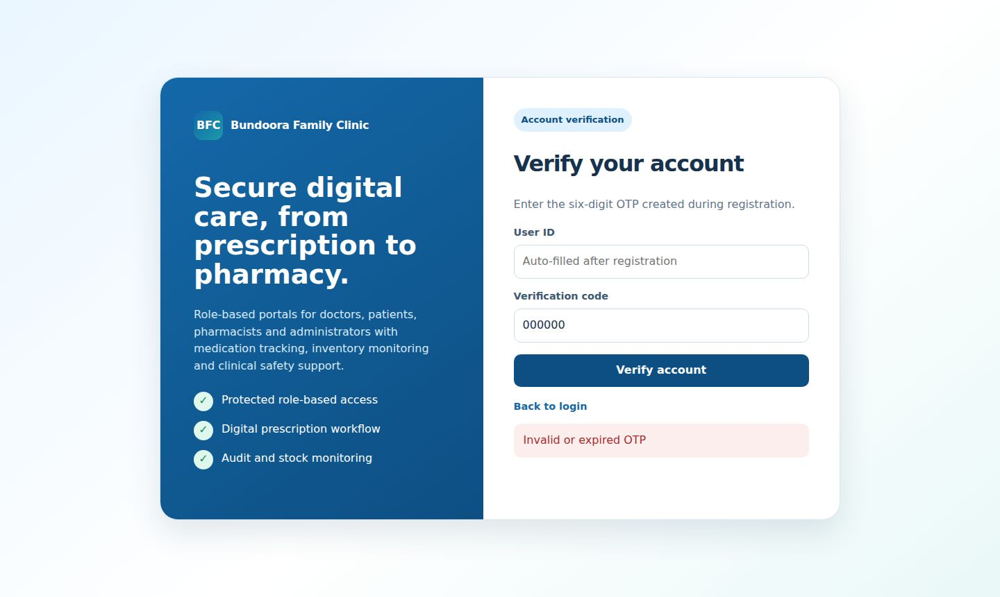 BFC Bundoora Family Clinic
Secure digital
care, from
prescription to
pharmacy.
Role-based portals for doctors, patients,
pharmacists and administrators with
medication tracking, inventory monitoring
and clinical safety support.
✓ Protected role-based access
✓ Digital prescription workflow
✓ Audit and stock monitoring
Account verification
Verify your account
Enter the six-digit OTP created during registration.
User ID
Auto-filled after registration
Verification code
000000
Verify account
Back to login
Invalid or expired OTP